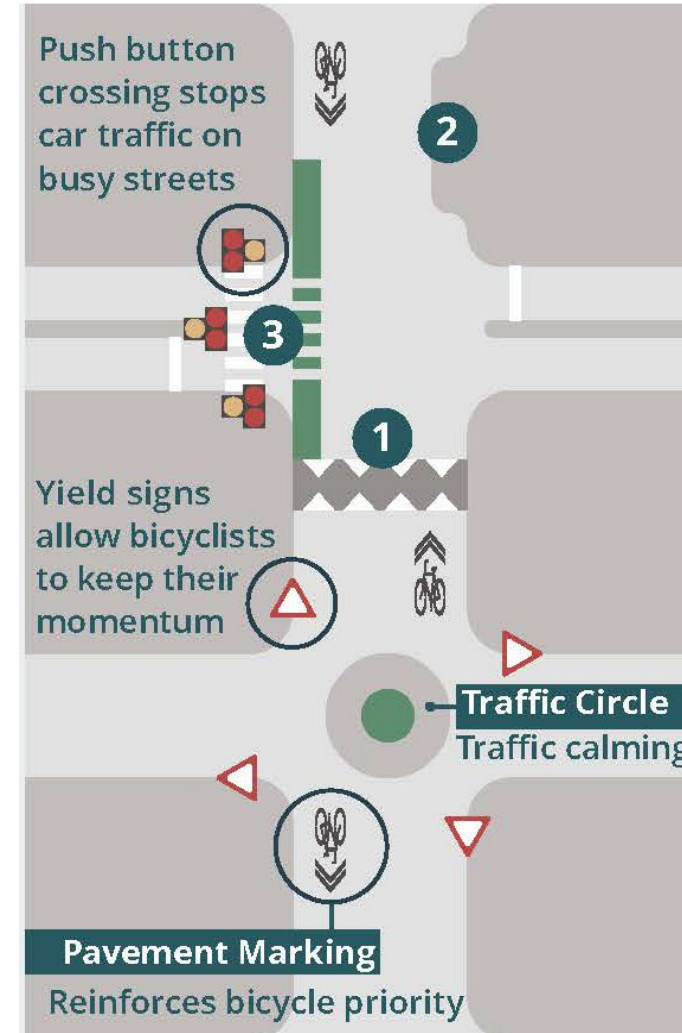 Push button
crossing stops
car traffic on
busy streets
2
3
1
Yield signs
allow bicyclists
to keep their
momentum
Traffic Circle
Traffic calming
Pavement Marking
Reinforces bicycle priority